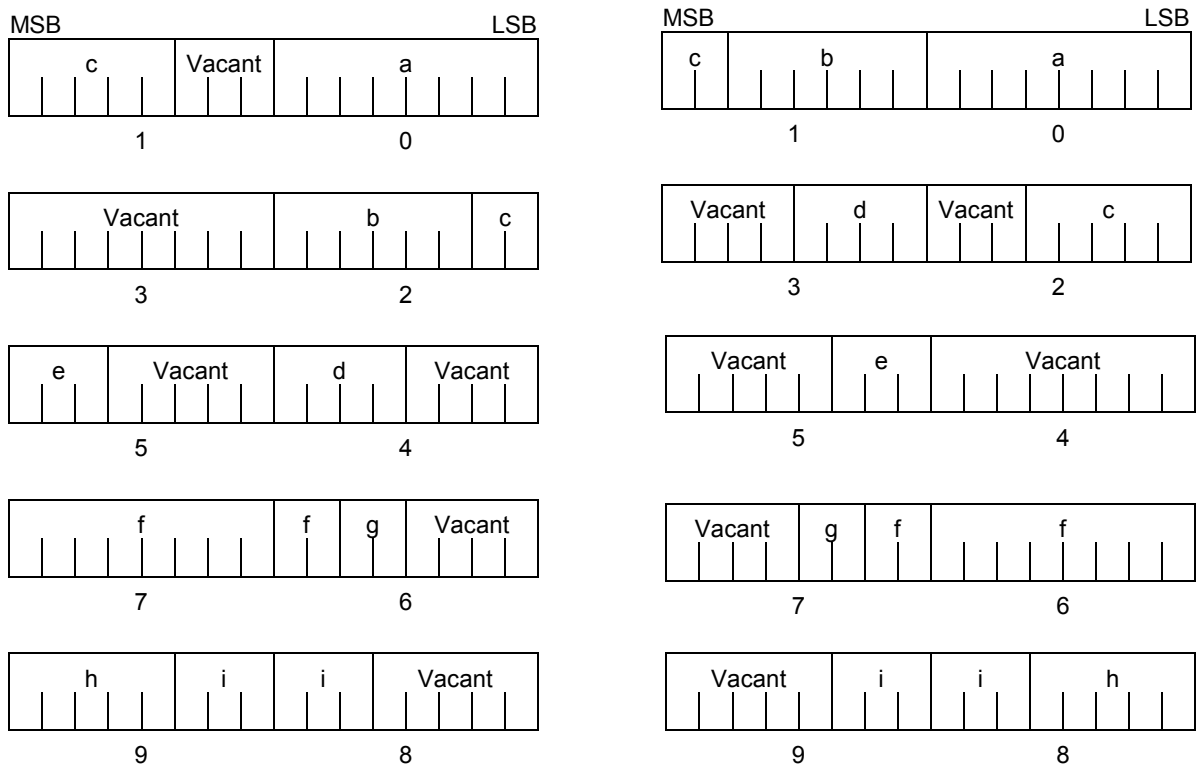 MSB LSB
c Vacant a
1 0
Vacant b c
3 2
e Vacant d Vacant
5 4
f f g Vacant
7 6
h i i Vacant
9 8
MSB LSB
c b a
1 0
Vacant d Vacant c
3 2
Vacant e Vacant
5 4
Vacant g f f
7 6
Vacant i i h
9 8